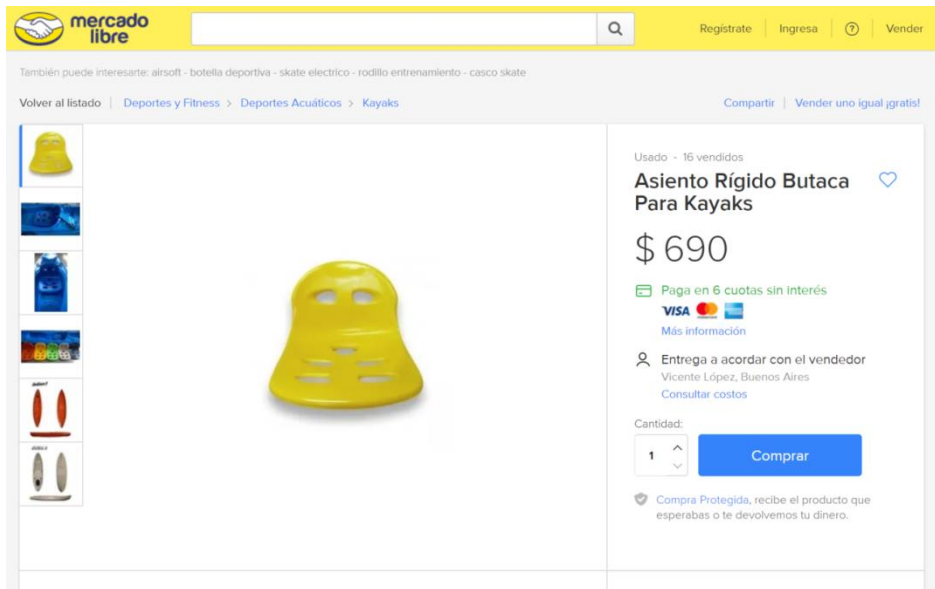 mercado
libre
Regístrate
Ingresa
?
Vender
También puede interesarte: airsoft - botella deportiva - skate electrico - rodillo entrenamiento - casco skate
Volver al listado
Deportes y Fitness > Deportes Acuáticos > Kayaks
Compartir
Vender uno igual ¡gratis!
Usado - 16 vendidos
Asiento Rígido Butaca
Para Kayaks
$ 690
Paga en 6 cuotas sin interés
VISA
Más información
Entrega a acordar con el vendedor
Vicente López, Buenos Aires
Consultar costos
Cantidad:
1
Comprar
Compra Protegida, recibe el producto que
esperabas o te devolvemos tu dinero.